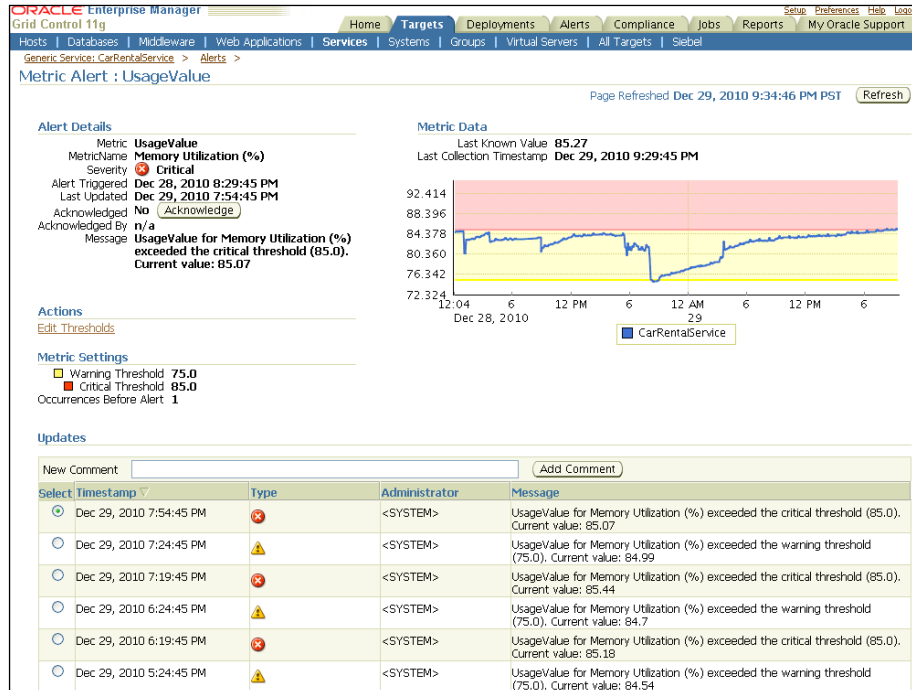 ORACLE Enterprise Manager
Setup Preferences Help Logo
Grid Control 11g
Home Targets Deployments Alerts Compliance Jobs Reports My Oracle Support
Hosts | Databases | Middleware | Web Applications | Services | Systems | Groups | Virtual Servers | All Targets | Siebel
Generic Service: CarRentalService > Alerts >
Metric Alert : UsageValue
Page Refreshed Dec 29, 2010 9:34:46 PM PST Refresh
Alert Details
Metric UsageValue
MetricName Memory Utilization (%)
Severity Critical
Alert Triggered Dec 28, 2010 8:29:45 PM
Last Updated Dec 29, 2010 7:54:45 PM
Acknowledged No Acknowledge
Acknowledged By n/a
Message UsageValue for Memory Utilization (%)
exceeded the critical threshold (85.0).
Current value: 85.07
Metric Data
Last Known Value 85.27
Last Collection Timestamp Dec 29, 2010 9:29:45 PM
92.414
88.396
84.378
80.360
76.342
72.324
12:04 6 12 PM 6 12 AM 6 12 PM 6
Dec 28, 2010 29
CarRentalService
Actions
Edit Thresholds
Metric Settings
Warning Threshold 75.0
Critical Threshold 85.0
Occurrences Before Alert 1
Updates
New Comment Add Comment
Select Timestamp Type Administrator Message
Dec 29, 2010 7:54:45 PM <SYSTEM> UsageValue for Memory Utilization (%) exceeded the critical threshold (85.0).
Current value: 85.07
Dec 29, 2010 7:24:45 PM <SYSTEM> UsageValue for Memory Utilization (%) exceeded the warning threshold
(75.0). Current value: 84.99
Dec 29, 2010 7:19:45 PM <SYSTEM> UsageValue for Memory Utilization (%) exceeded the critical threshold (85.0).
Current value: 85.44
Dec 29, 2010 6:24:45 PM <SYSTEM> UsageValue for Memory Utilization (%) exceeded the warning threshold
(75.0). Current value: 84.7
Dec 29, 2010 6:19:45 PM <SYSTEM> UsageValue for Memory Utilization (%) exceeded the critical threshold (85.0).
Current value: 85.18
Dec 29, 2010 5:24:45 PM <SYSTEM> UsageValue for Memory Utilization (%) exceeded the warning threshold
(75.0). Current value: 84.54